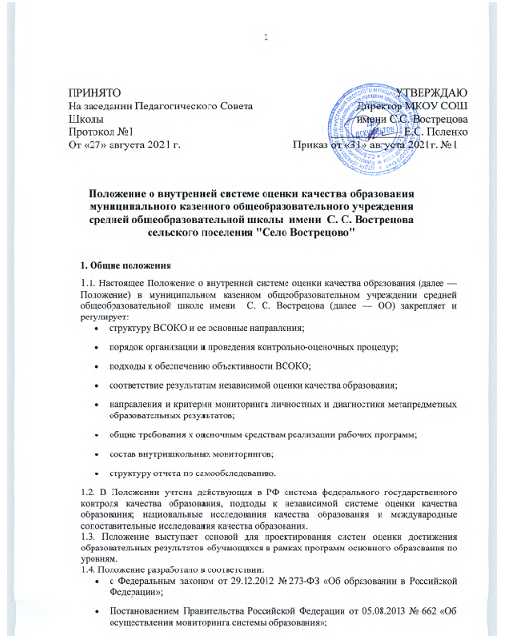 1
ПРИНЯТО УТВЕРЖДАЮ
На заседании Педагогического Совета Директор МКОУ СОШ
Школы имени С.С. Вострецова
Протокол №1 Е.С. Пеленко
От «27» августа 2021 г. Приказ от «31» августа 2021г. №1
Положение о внутренней системе оценки качества образования
муниципального казенного общеобразовательного учреждения
средней общеобразовательной школы имени С. С. Вострецова
сельского поселения "Село Вострецово"
1. Общие положения
1.1. Настоящее Положение о внутренней системе оценки качества образования (далее —
Положение) в муниципальном казенном общеобразовательном учреждении средней
общеобразовательной школе имени С. С. Вострецова (далее — ОО) закрепляет и
регулирует:
• структуру ВСОКО и ее основные направления;
• порядок организации и проведения контрольно-оценочных процедур;
• подходы к обеспечению объективности ВСОКО;
• соответствие результатам независимой оценки качества образования;
• направления и критерии мониторинга личностных и диагностики метапредметных
образовательных результатов;
• общие требования к оценочным средствам реализации рабочих программ;
• состав внутришкольных мониторингов;
• структуру отчета по самообследованию.
1.2. В Положении учтена действующая в РФ система федерального государственного
контроля качества образования, подходы к независимой системе оценки качества
образования; национальные исследования качества образования и международные
сопоставительные исследования качества образования.
1.3. Положение выступает основой для проектирования систем оценки достижения
образовательных результатов обучающихся в рамках программ основного образования по
уровням.
1.4. Положение разработано в соответствии:
• с Федеральным законом от 29.12.2012 №273-ФЗ «Об образовании в Российской
Федерации»;
• Постановлением Правительства Российской Федерации от 05.08.2013 № 662 «Об
осуществлении мониторинга системы образования»;